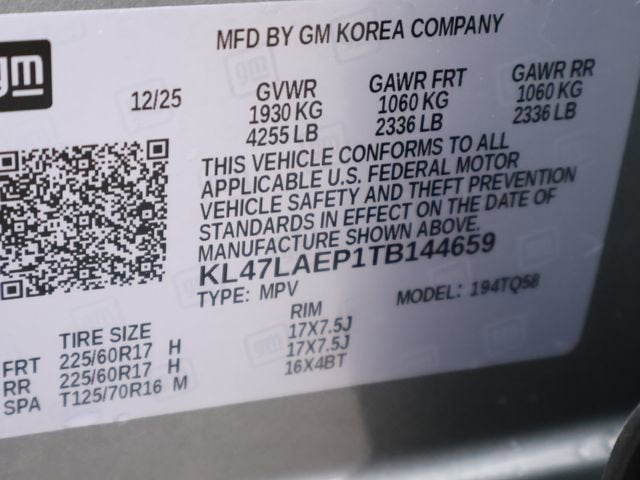 gm
MFD BY GM KOREA COMPANY
12/25
GVWR GAWR FRT GAWR RR
1930 KG 1060 KG 1060 KG
4255 LB 2336 LB 2336 LB
THIS VEHICLE CONFORMS TO ALL
APPLICABLE U.S. FEDERAL MOTOR
VEHICLE SAFETY AND THEFT PREVENTION
STANDARDS IN EFFECT ON THE DATE OF
MANUFACTURE SHOWN ABOVE.
KL47LAEP1TB144659
TYPE: MPV MODEL: 194TQ58
TIRE SIZE RIM
FRT 225/60R17 H 17X7.5J
RR 225/60R17 H 17X7.5J
SPA T125/70R16 M 16X4BT